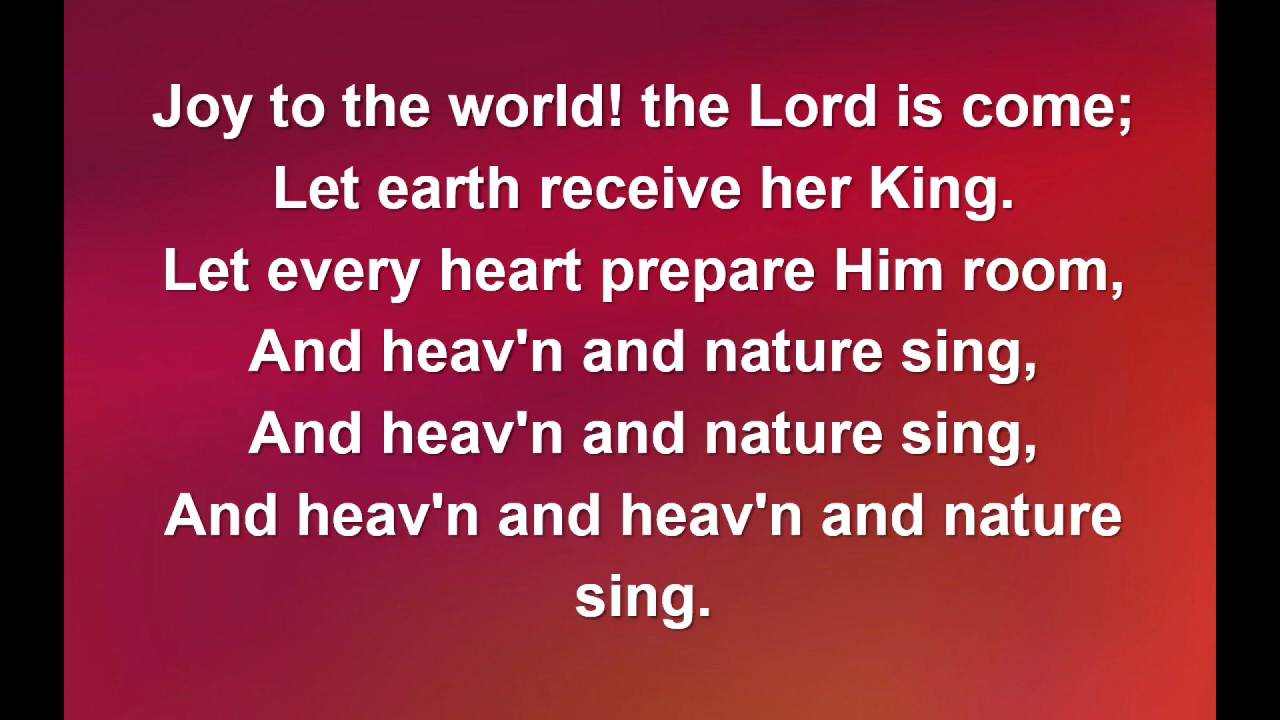 Joy to the world! the Lord is come;
Let earth receive her King.
Let every heart prepare Him room,
And heav'n and nature sing,
And heav'n and nature sing,
And heav'n and heav'n and nature
sing.